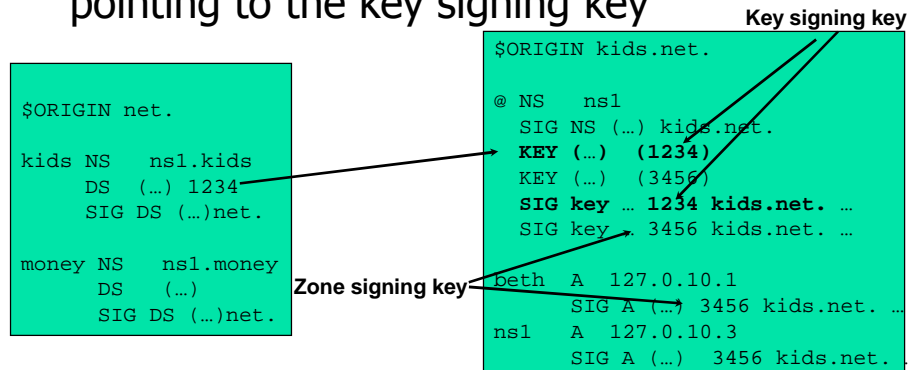 pointing to the key signing key
Key signing key
$ORIGIN net.
kids NS ns1.kids
DS (…) 1234
SIG DS (…)net.
money NS ns1.money
DS (…)
SIG DS (…)net.
Zone signing key
$ORIGIN kids.net.
@ NS ns1
SIG NS (…) kids.net.
KEY (…) (1234)
KEY (…) (3456)
SIG key … 1234 kids.net. …
SIG key … 3456 kids.net. …
beth A 127.0.10.1
SIG A (…) 3456 kids.net. …
ns1 A 127.0.10.3
SIG A (…) 3456 kids.net. .